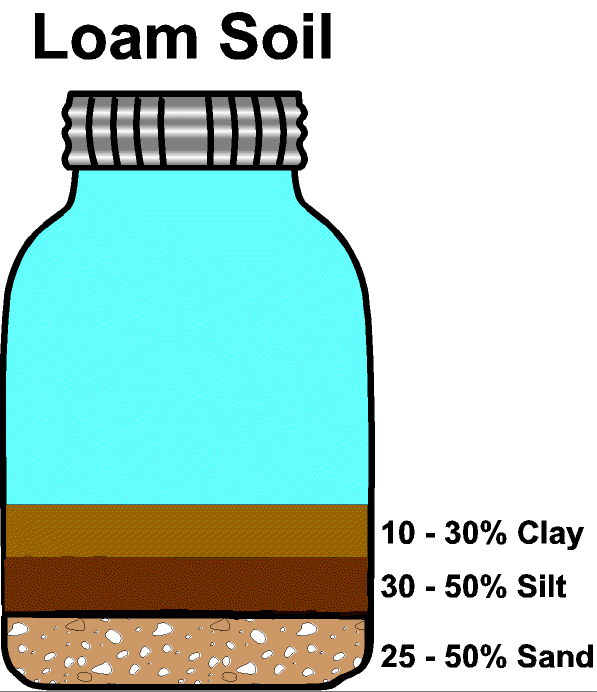 Loam Soil
10 - 30% Clay
30 - 50% Silt
25 - 50% Sand